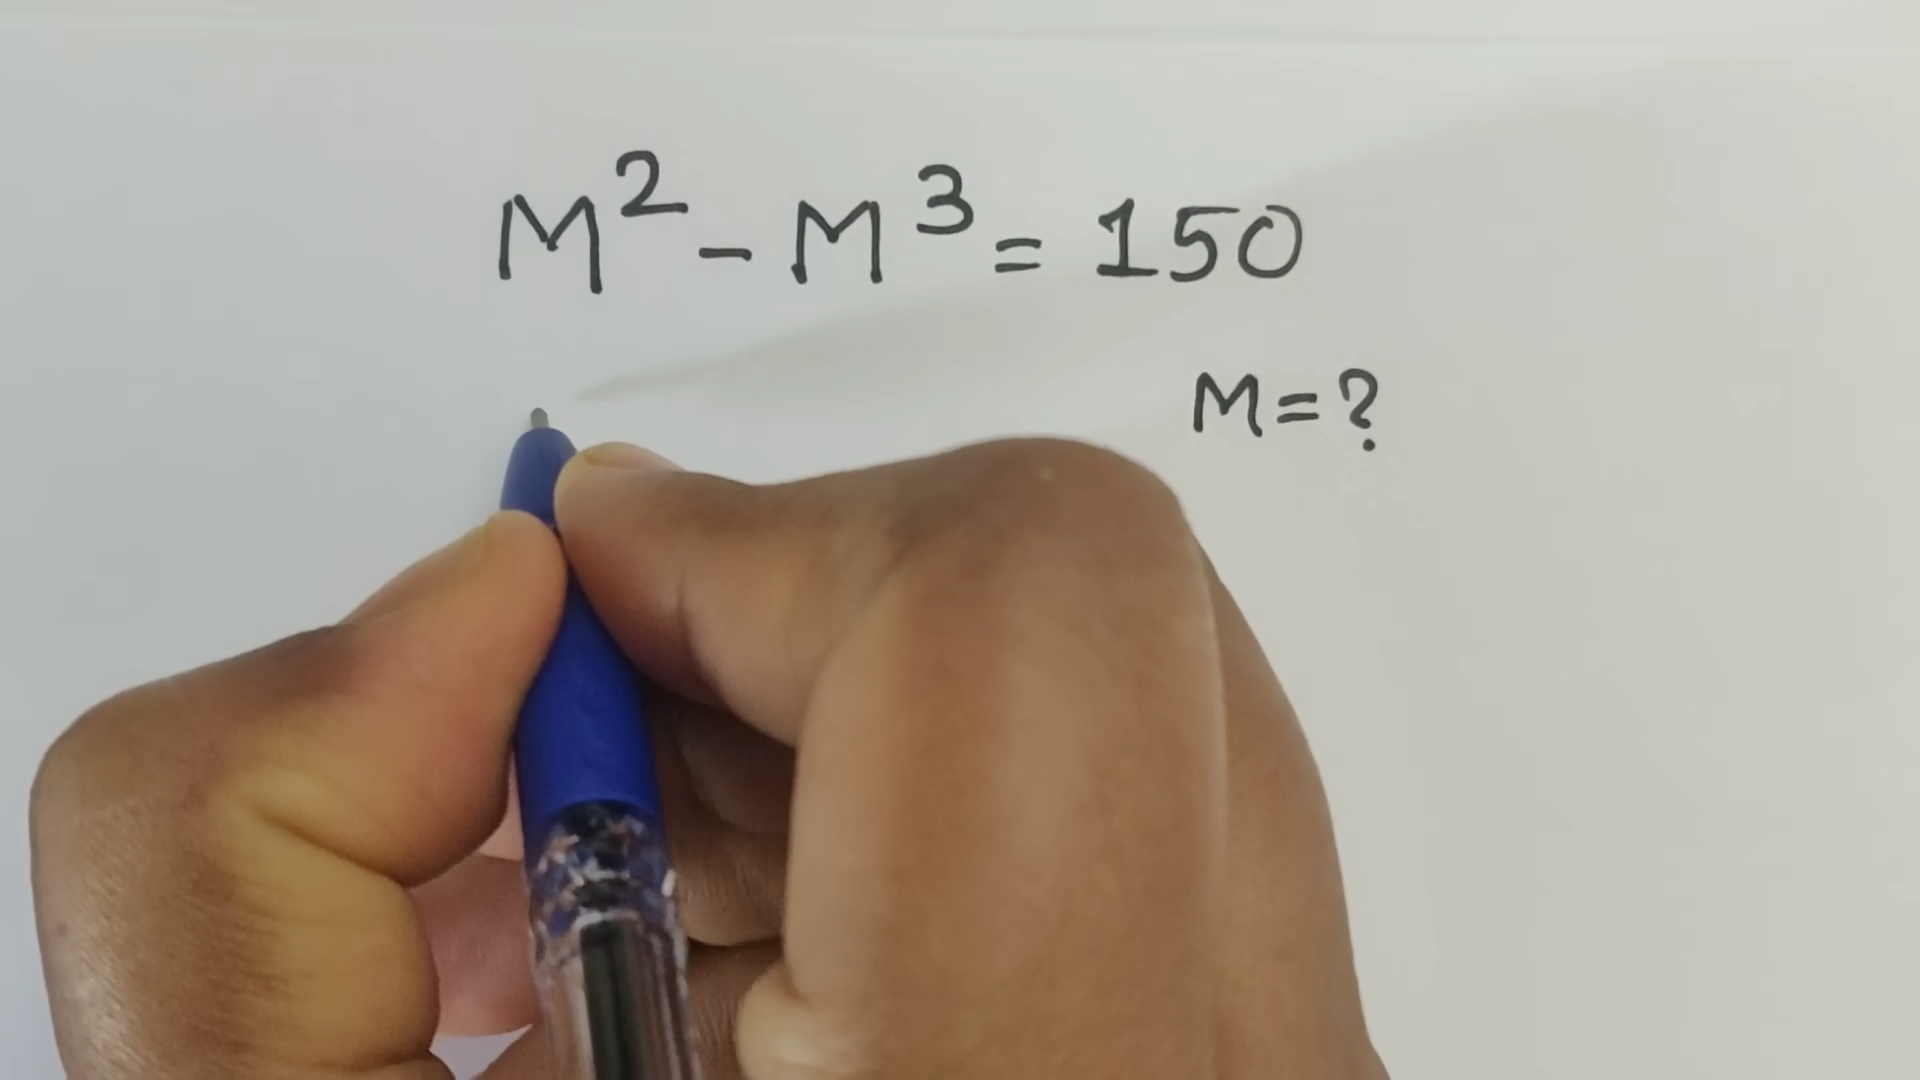 M² - M³ = 150
M = ?